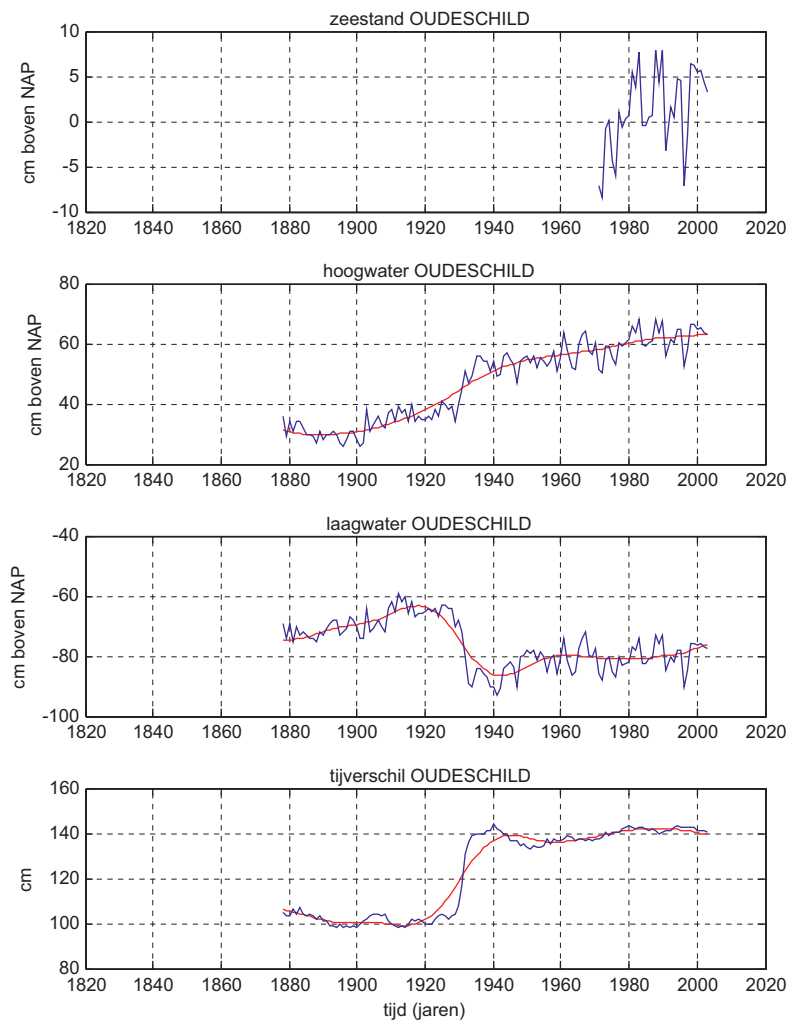 zeestand OUDESCHILD
10
5
0
-5
-10
cm boven NAP
1820 1840 1860 1880 1900 1920 1940 1960 1980 2000 2020
hoogwater OUDESCHILD
80
60
40
20
cm boven NAP
1820 1840 1860 1880 1900 1920 1940 1960 1980 2000 2020
laagwater OUDESCHILD
-40
-60
-80
-100
cm boven NAP
1820 1840 1860 1880 1900 1920 1940 1960 1980 2000 2020
tijverschil OUDESCHILD
160
140
120
100
80
cm
1820 1840 1860 1880 1900 1920 1940 1960 1980 2000 2020
tijd (jaren)